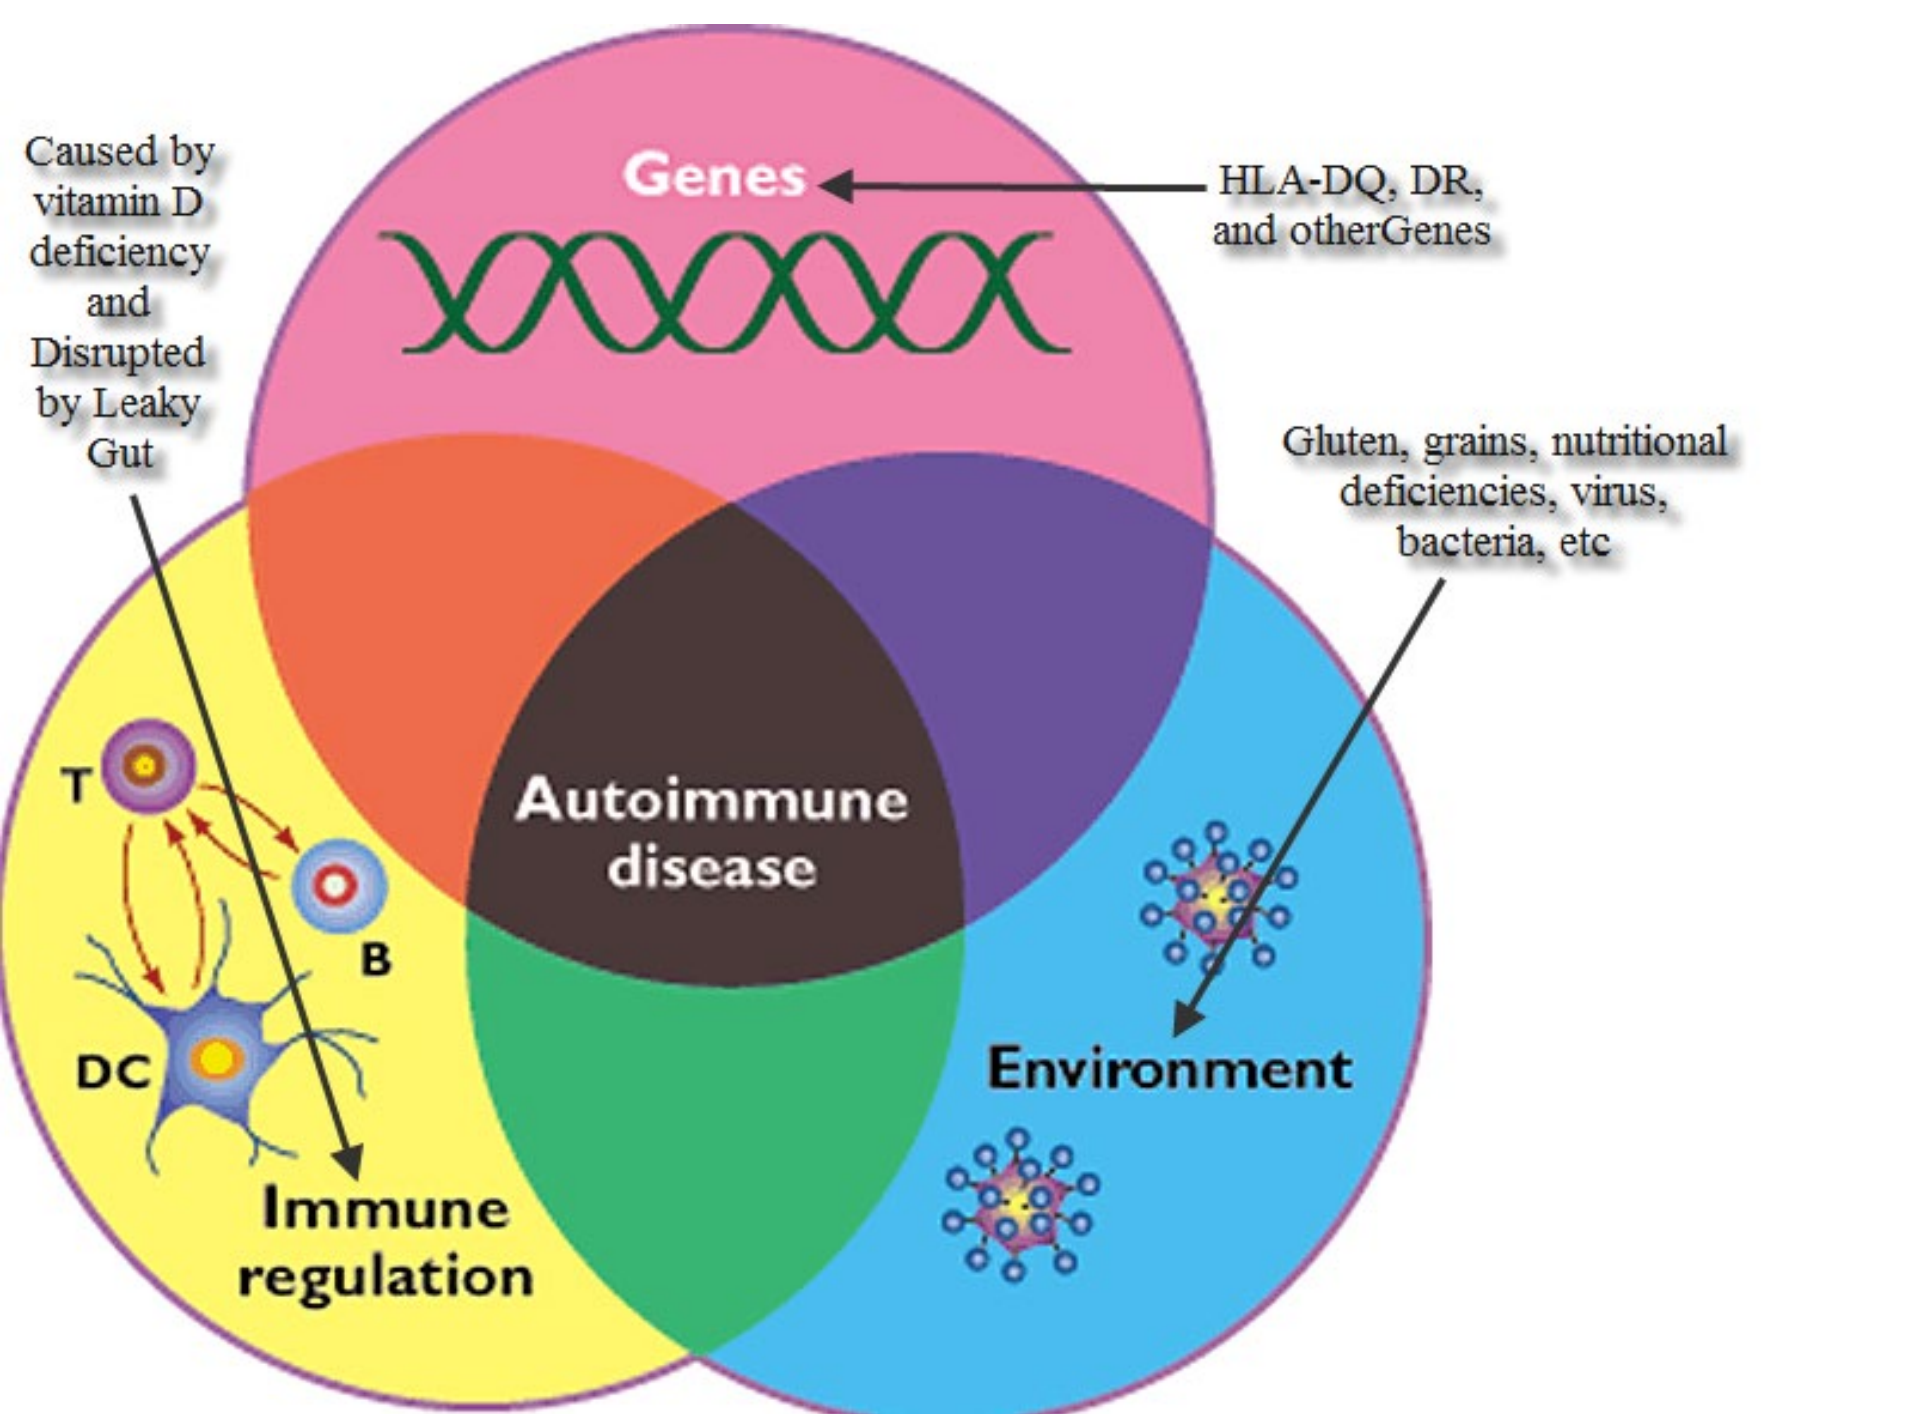 Caused by
vitamin D
deficiency
and
Disrupted
by Leaky
Gut
Genes
HLA-DQ, DR,
and otherGenes
Gluten, grains, nutritional
deficiencies, virus,
bacteria, etc
T
B
DC
Autoimmune
disease
Environment
Immune
regulation